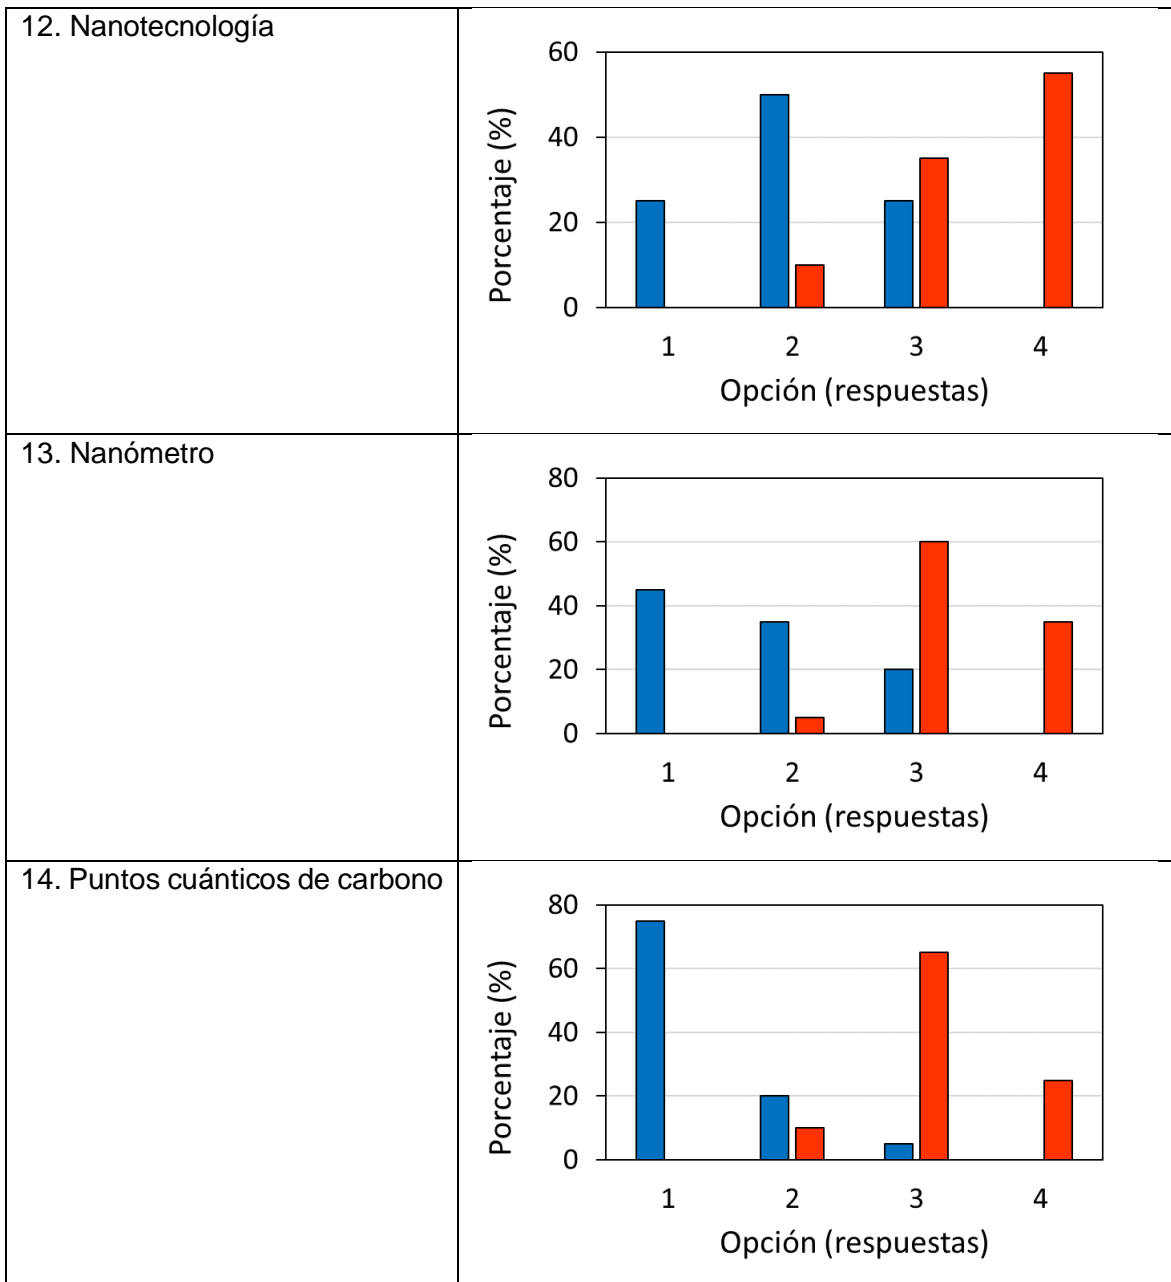 12. Nanotecnología
60
40
20
0
Porcentaje (%)
1 2 3 4
Opción (respuestas)
13. Nanómetro
80
60
40
20
0
Porcentaje (%)
1 2 3 4
Opción (respuestas)
14. Puntos cuánticos de carbono
80
60
40
20
0
Porcentaje (%)
1 2 3 4
Opción (respuestas)